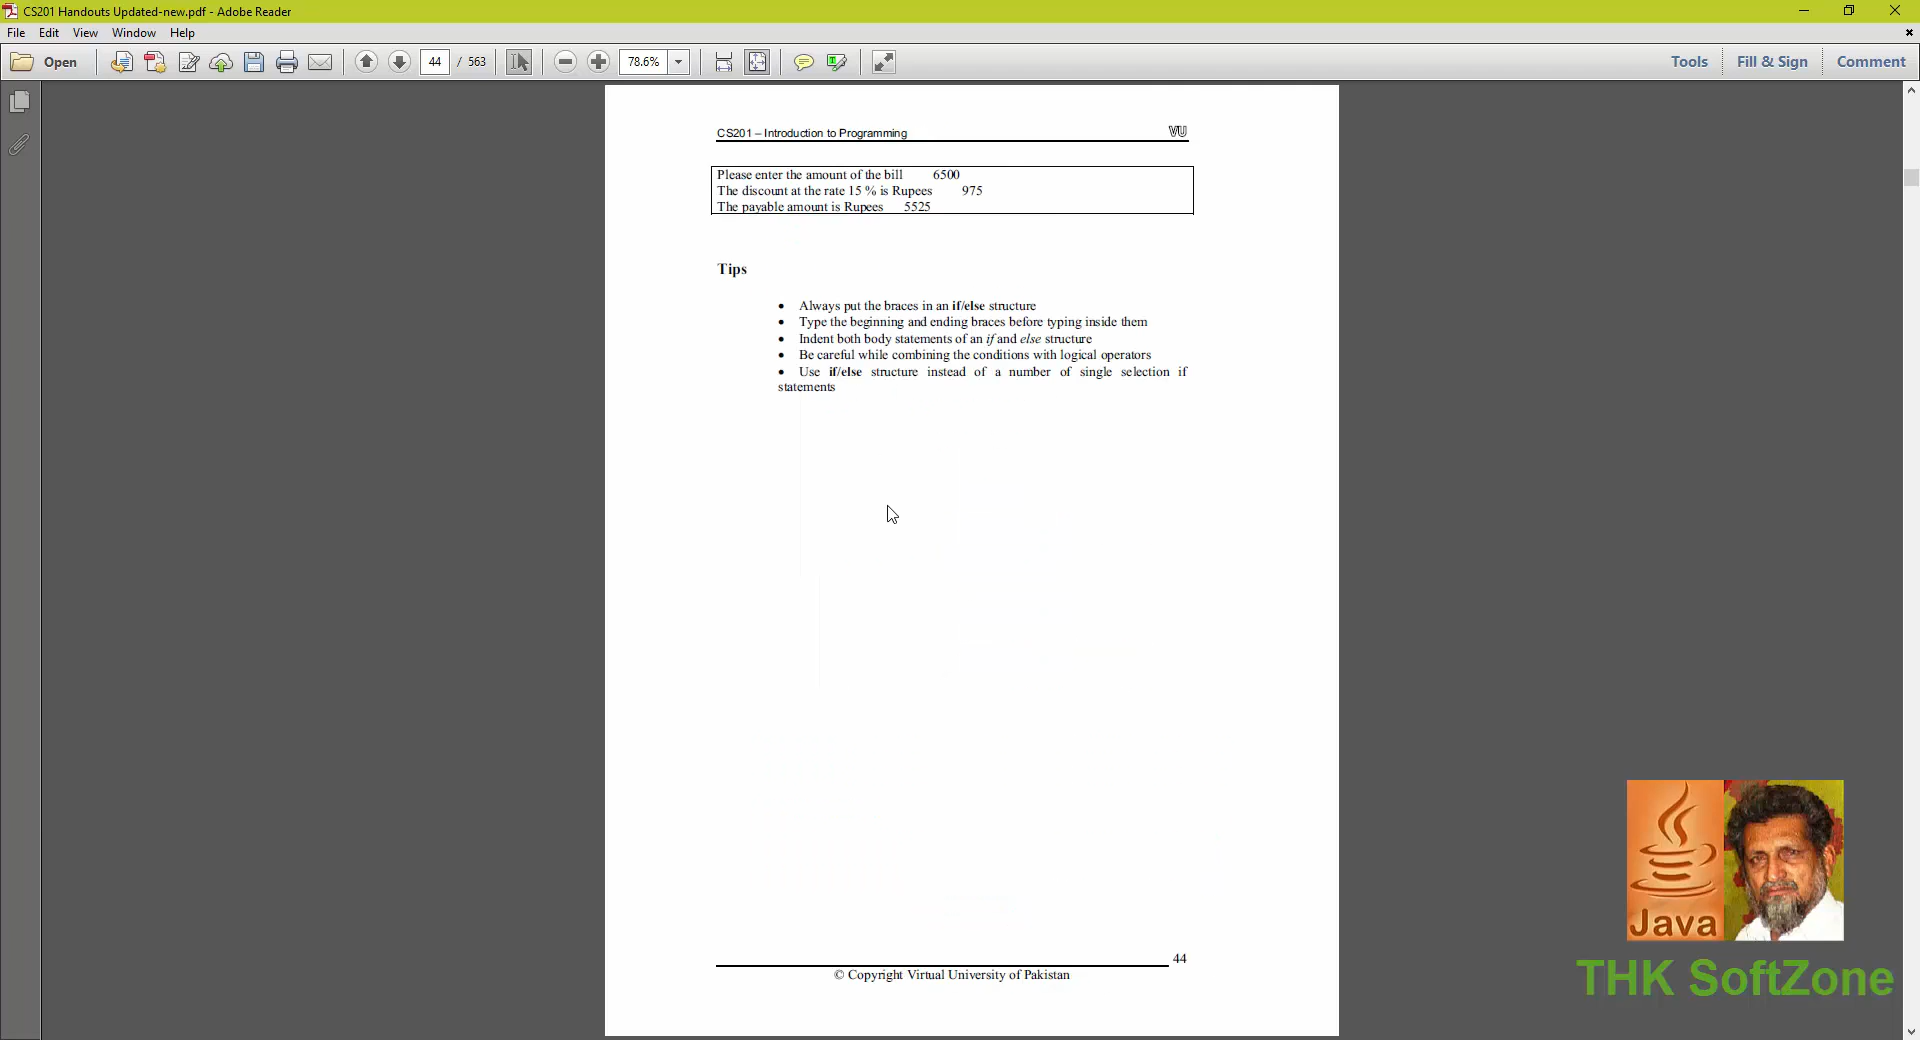 CS201 Handouts Updated-new.pdf - Adobe Reader
File Edit View Window Help
Open 44 / 563 78.6% Tools Fill & Sign Comment
CS201 – Introduction to Programming VU
Please enter the amount of the bill 6500
The discount at the rate 15 % is Rupees 975
The payable amount is Rupees 5525
Tips
• Always put the braces in an if/else structure
• Type the beginning and ending braces before typing inside them
• Indent both body statements of an if and else structure
• Be careful while combining the conditions with logical operators
• Use if/else structure instead of a number of single selection if
statements
44
© Copyright Virtual University of Pakistan
Java
THK SoftZone